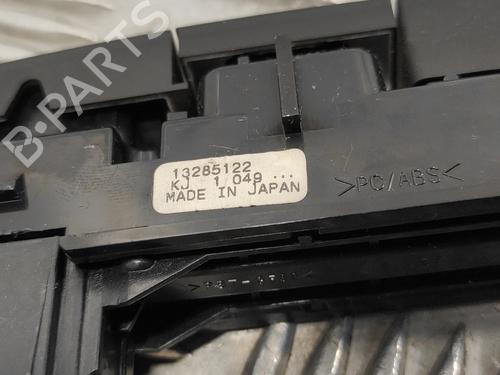 B-PARTS
13285122
KJ 1 049 ...
MADE IN JAPAN
>PC/ABS<